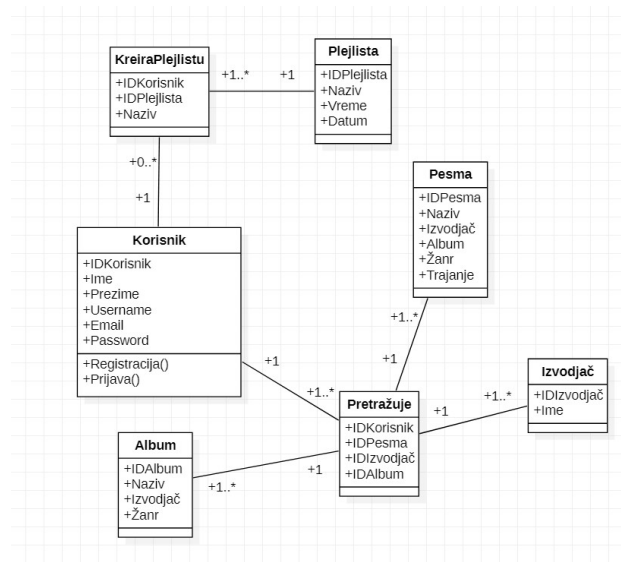 KreiraPlejlistu
+IDKorisnik
+IDPlejlista
+Naziv
+1..*
+1
Plejlista
+IDPlejlista
+Naziv
+Vreme
+Datum
+0..*
+1
Korisnik
+IDKorisnik
+Ime
+Prezime
+Username
+Email
+Password
+Registracija()
+Prijava()
Pesma
+IDPesma
+Naziv
+Izvodjač
+Album
+Žanr
+Trajanje
+1..*
+1
+1
+1..*
Pretražuje
+IDKorisnik
+IDPesma
+IDIzvodjač
+IDAlbum
+1
+1..*
Izvodjač
+IDIzvodjač
+Ime
Album
+IDAlbum
+Naziv
+Izvodjač
+Žanr
+1..*
+1